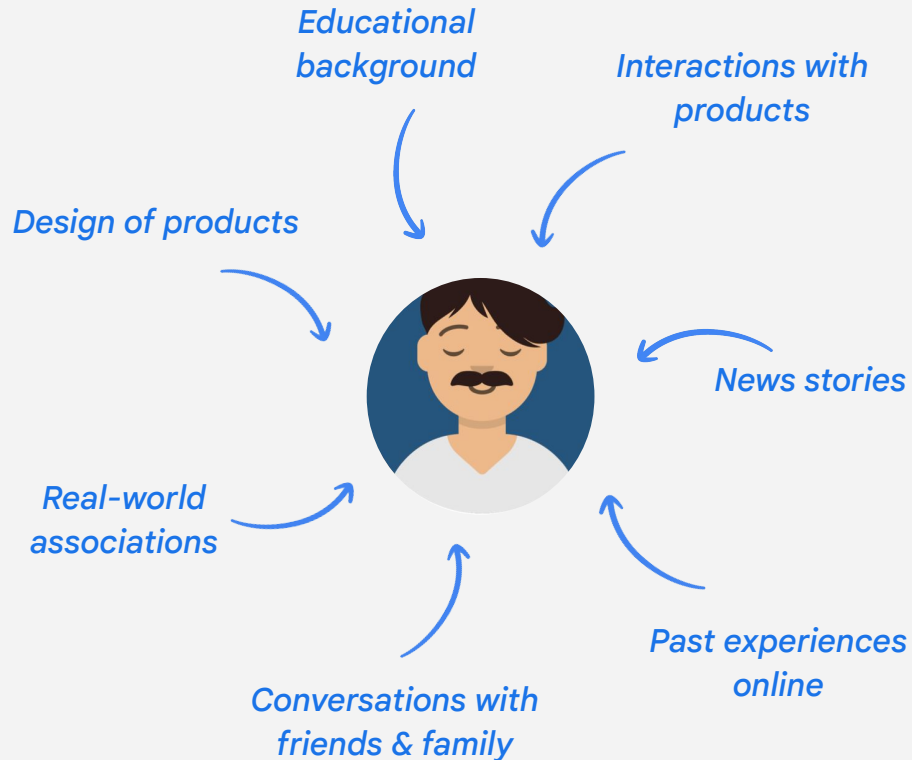 Educational
background
Interactions with
products
Design of products
News stories
Real-world
associations
Past experiences
online
Conversations with
friends & family